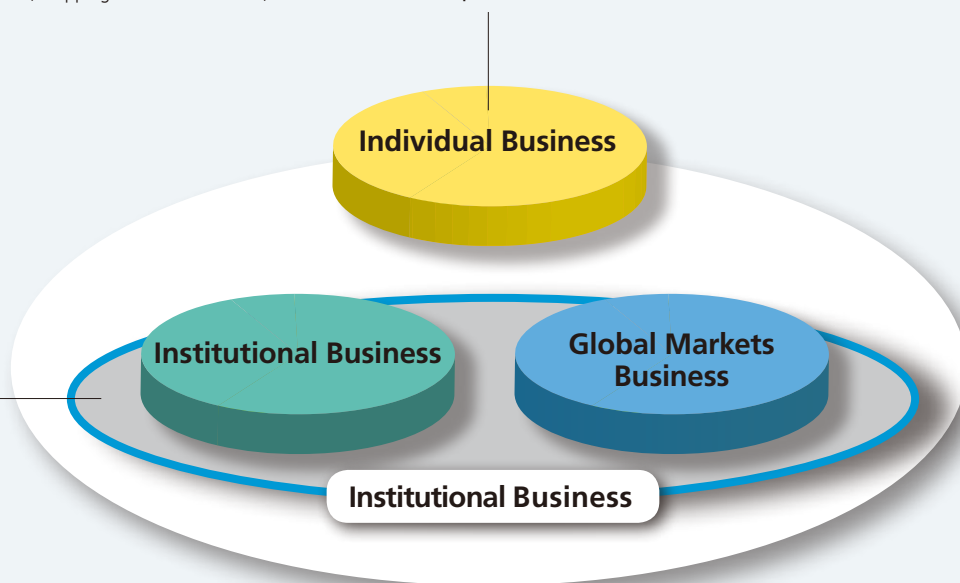 Individual Business
Institutional Business
Global Markets
Business
Institutional Business